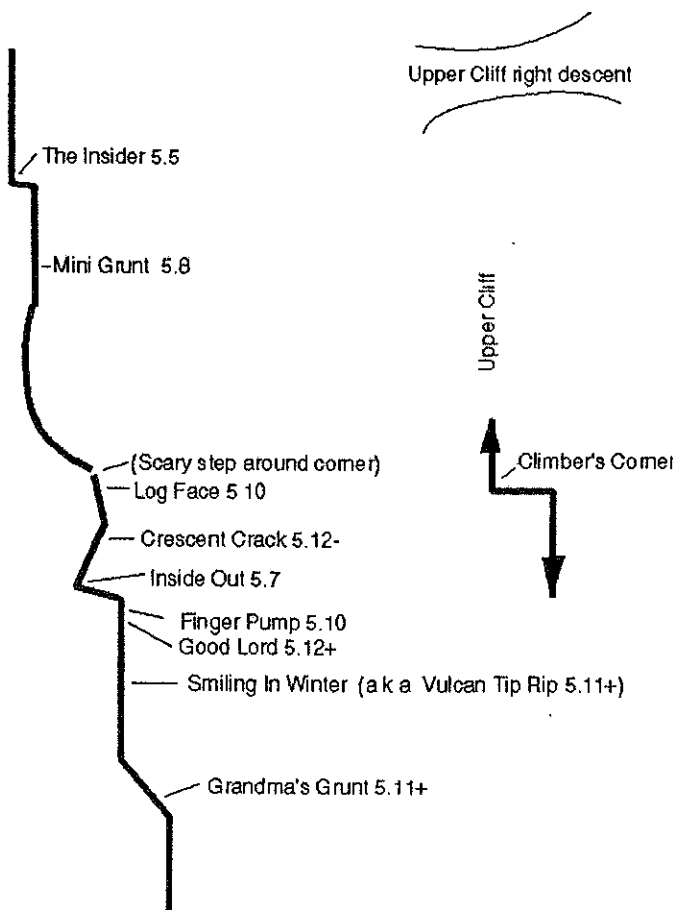 Upper Cliff right descent
The Insider 5.5
Mini Grunt 5.8
Upper Cliff
(Scary step around corner)
Climber's Corner
Log Face 5 10
Crescent Crack 5.12-
Inside Out 5.7
Finger Pump 5.10
Good Lord 5.12+
Smiling In Winter (a k a Vulcan Tip Rip 5.11+)
Grandma's Grunt 5.11+